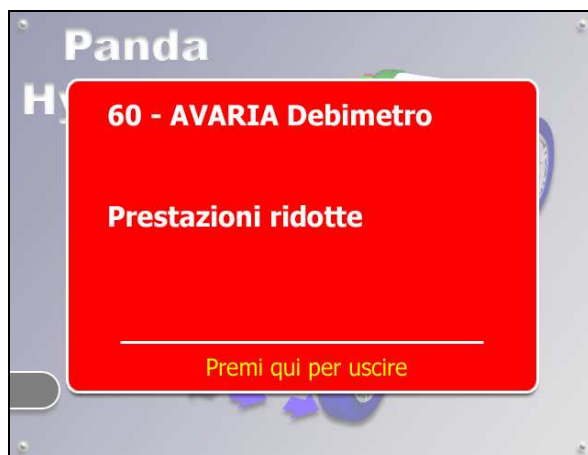 Panda
Hy
60 - AVARIA Debimetro
Prestazioni ridotte
Premi qui per uscire